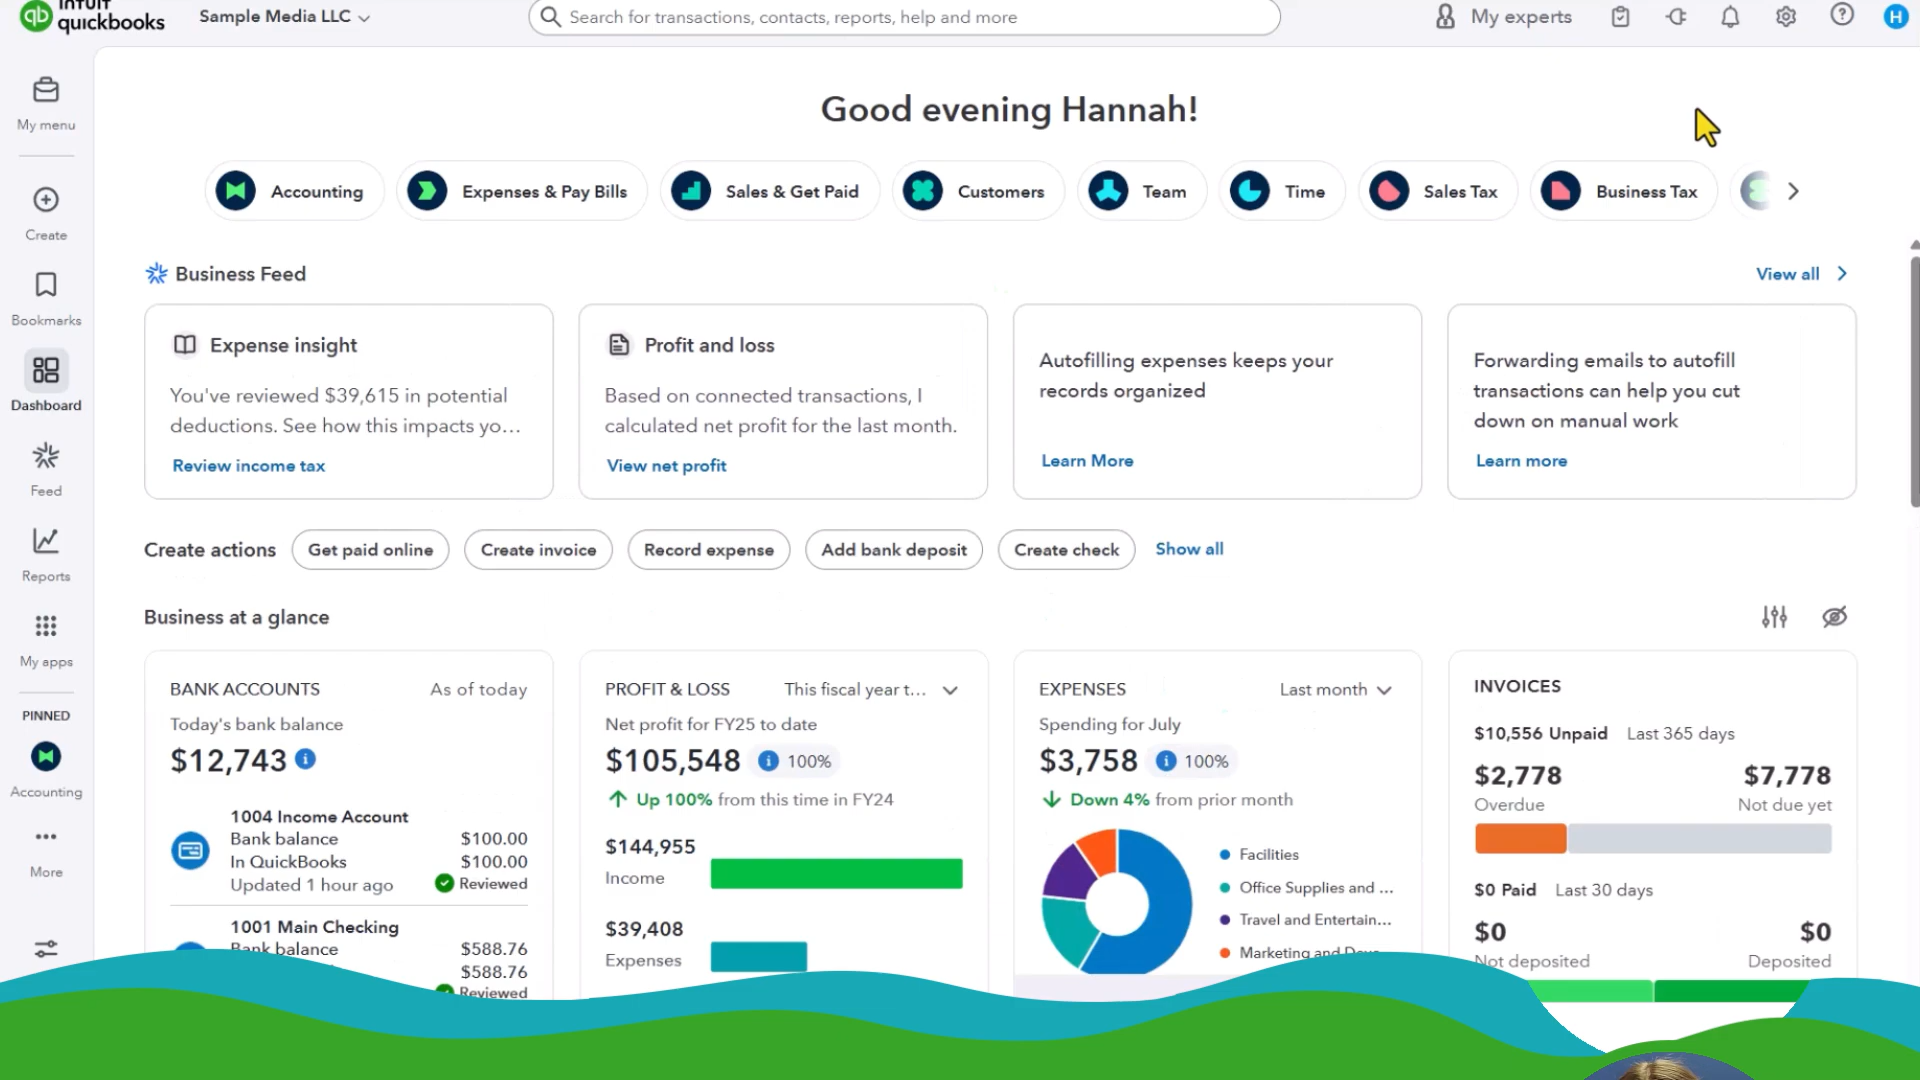 INTUIT
quickbooks
Sample Media LLC
Search for transactions, contacts, reports, help and more
My experts
H
My menu
Create
Bookmarks
Dashboard
Feed
Reports
My apps
PINNED
Accounting
More
Good evening Hannah!
Accounting
Expenses & Pay Bills
Sales & Get Paid
Customers
Team
Time
Sales Tax
Business Tax
Business Feed
View all
Expense insight
You've reviewed $39,615 in potential
deductions. See how this impacts yo...
Review income tax
Profit and loss
Based on connected transactions, I
calculated net profit for the last month.
View net profit
Autofilling expenses keeps your
records organized
Learn More
Forwarding emails to autofill
transactions can help you cut
down on manual work
Learn more
Create actions
Get paid online
Create invoice
Record expense
Add bank deposit
Create check
Show all
Business at a glance
BANK ACCOUNTS
As of today
Today's bank balance
$12,743
1004 Income Account
Bank balance $100.00
In QuickBooks $100.00
Updated 1 hour ago Reviewed
1001 Main Checking
Bank balance $588.76
$588.76
Reviewed
PROFIT & LOSS
This fiscal year t...
Net profit for FY25 to date
$105,548 100%
Up 100% from this time in FY24
$144,955
Income
$39,408
Expenses
EXPENSES
Last month
Spending for July
$3,758 100%
Down 4% from prior month
Facilities
Office Supplies and ...
Travel and Entertain...
Marketing and
INVOICES
$10,556 Unpaid Last 365 days
$2,778 $7,778
Overdue Not due yet
$0 Paid Last 30 days
$0 $0
Not deposited Deposited